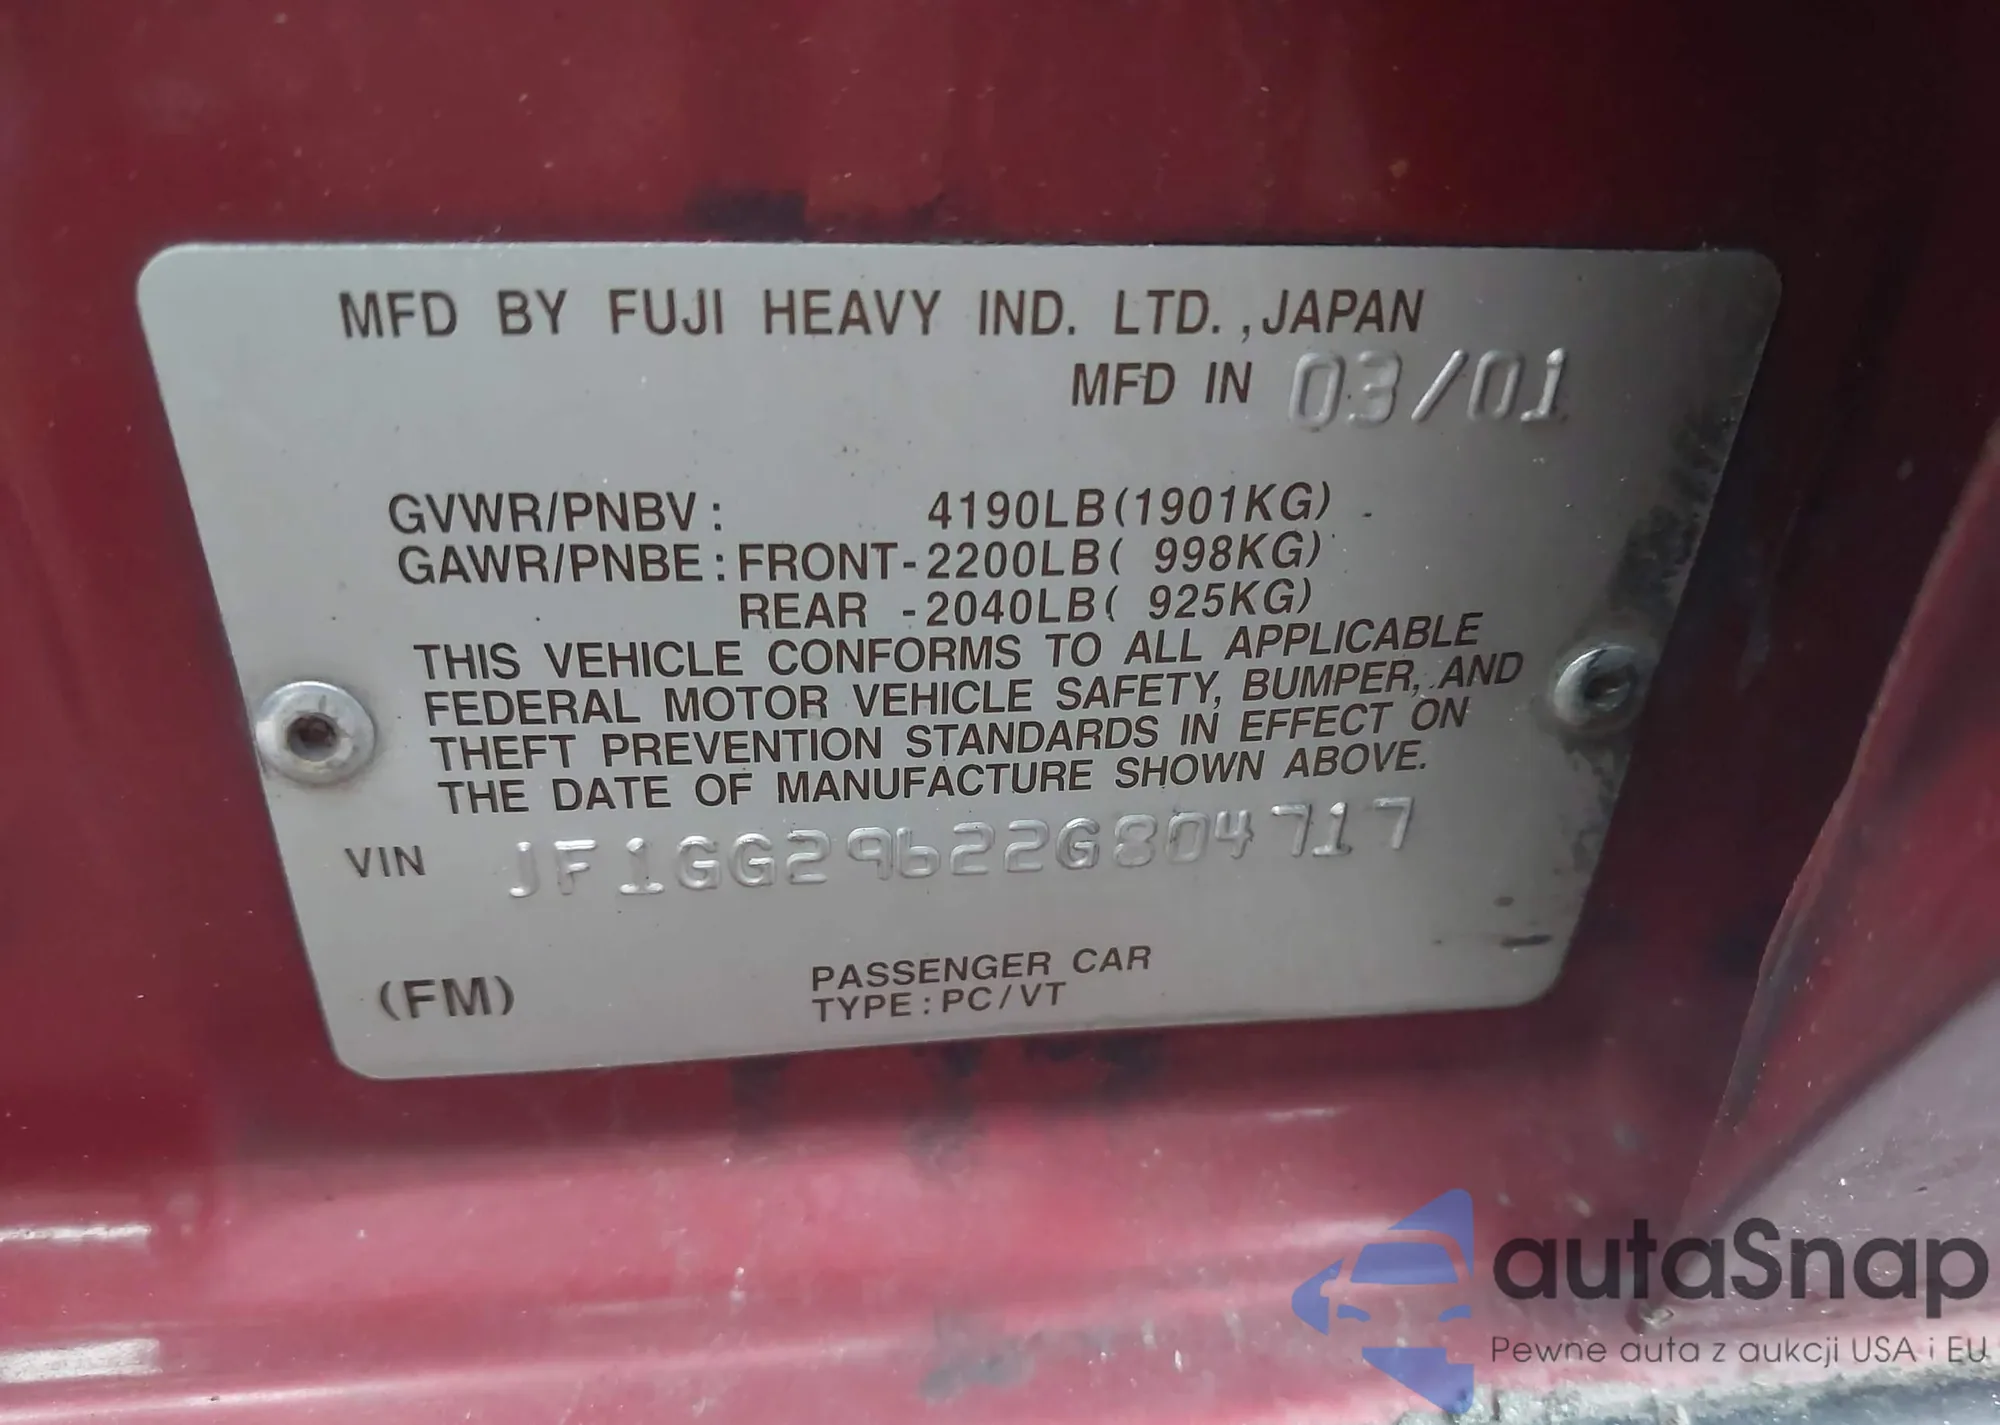 MFD BY FUJI HEAVY IND. LTD.,JAPAN
MFD IN 03/01
GVWR/PNBV: 4190LB(1901KG)
GAWR/PNBE:FRONT-2200LB( 998KG)
REAR -2040LB( 925KG)
THIS VEHICLE CONFORMS TO ALL APPLICABLE
FEDERAL MOTOR VEHICLE SAFETY, BUMPER, AND
THEFT PREVENTION STANDARDS IN EFFECT ON
THE DATE OF MANUFACTURE SHOWN ABOVE.
VIN JF1GG29622G804717
(FM)
PASSENGER CAR
TYPE:PC/VT
autaSnap
Pewne auta z aukcji USA i EU